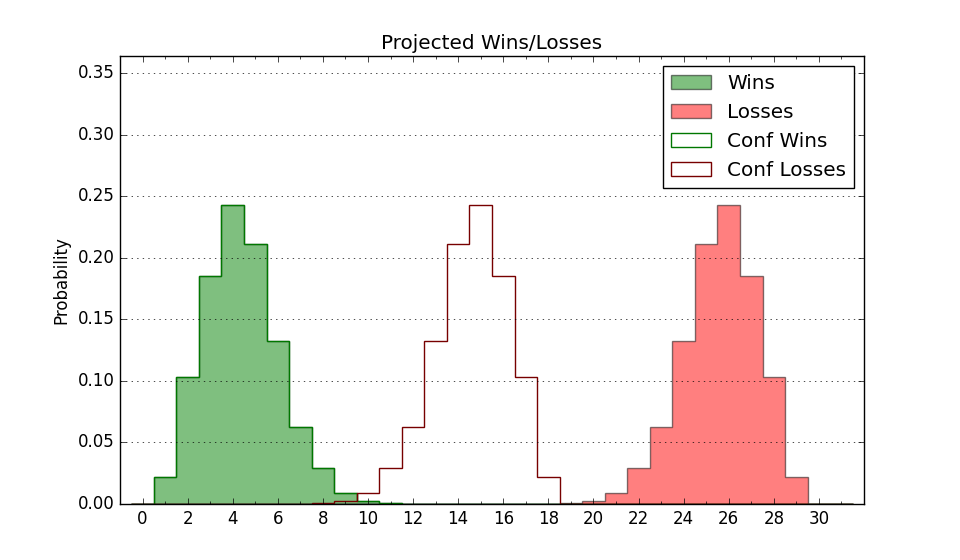 Projected Wins/Losses
0.35
0.30
0.25
0.20
0.15
0.10
0.05
0.00
Probability
Wins
Losses
Conf Wins
Conf Losses
0 2 4 6 8 10 12 14 16 18 20 22 24 26 28 30